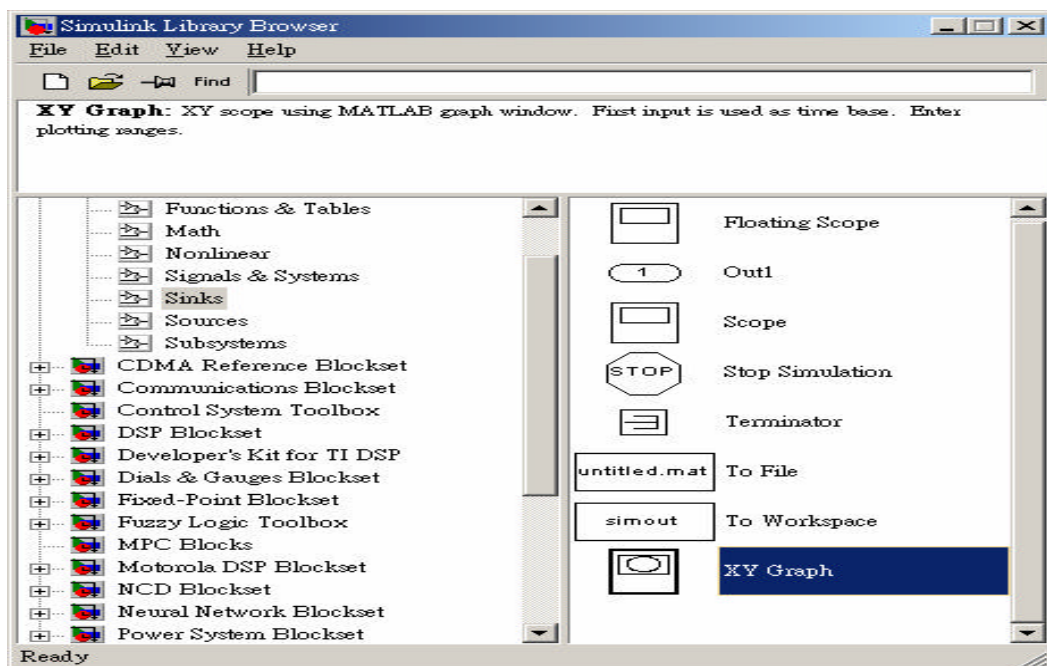 Simulink Library Browser
File Edit View Help
Find
XY Graph: XY scope using MATLAB graph window. First input is used as time base. Enter
plotting ranges.
Functions & Tables
Math
Nonlinear
Signals & Systems
Sinks
Sources
Subsystems
CDMA Reference Blockset
Communications Blockset
Control System Toolbox
DSP Blockset
Developer's Kit for TI DSP
Dials & Gauges Blockset
Fixed-Point Blockset
Fuzzy Logic Toolbox
MPC Blocks
Motorola DSP Blockset
NCD Blockset
Neural Network Blockset
Power System Blockset
Floating Scope
1 Out1
Scope
STOP Stop Simulation
Terminator
untitled.mat To File
simout To Workspace
XY Graph
Ready